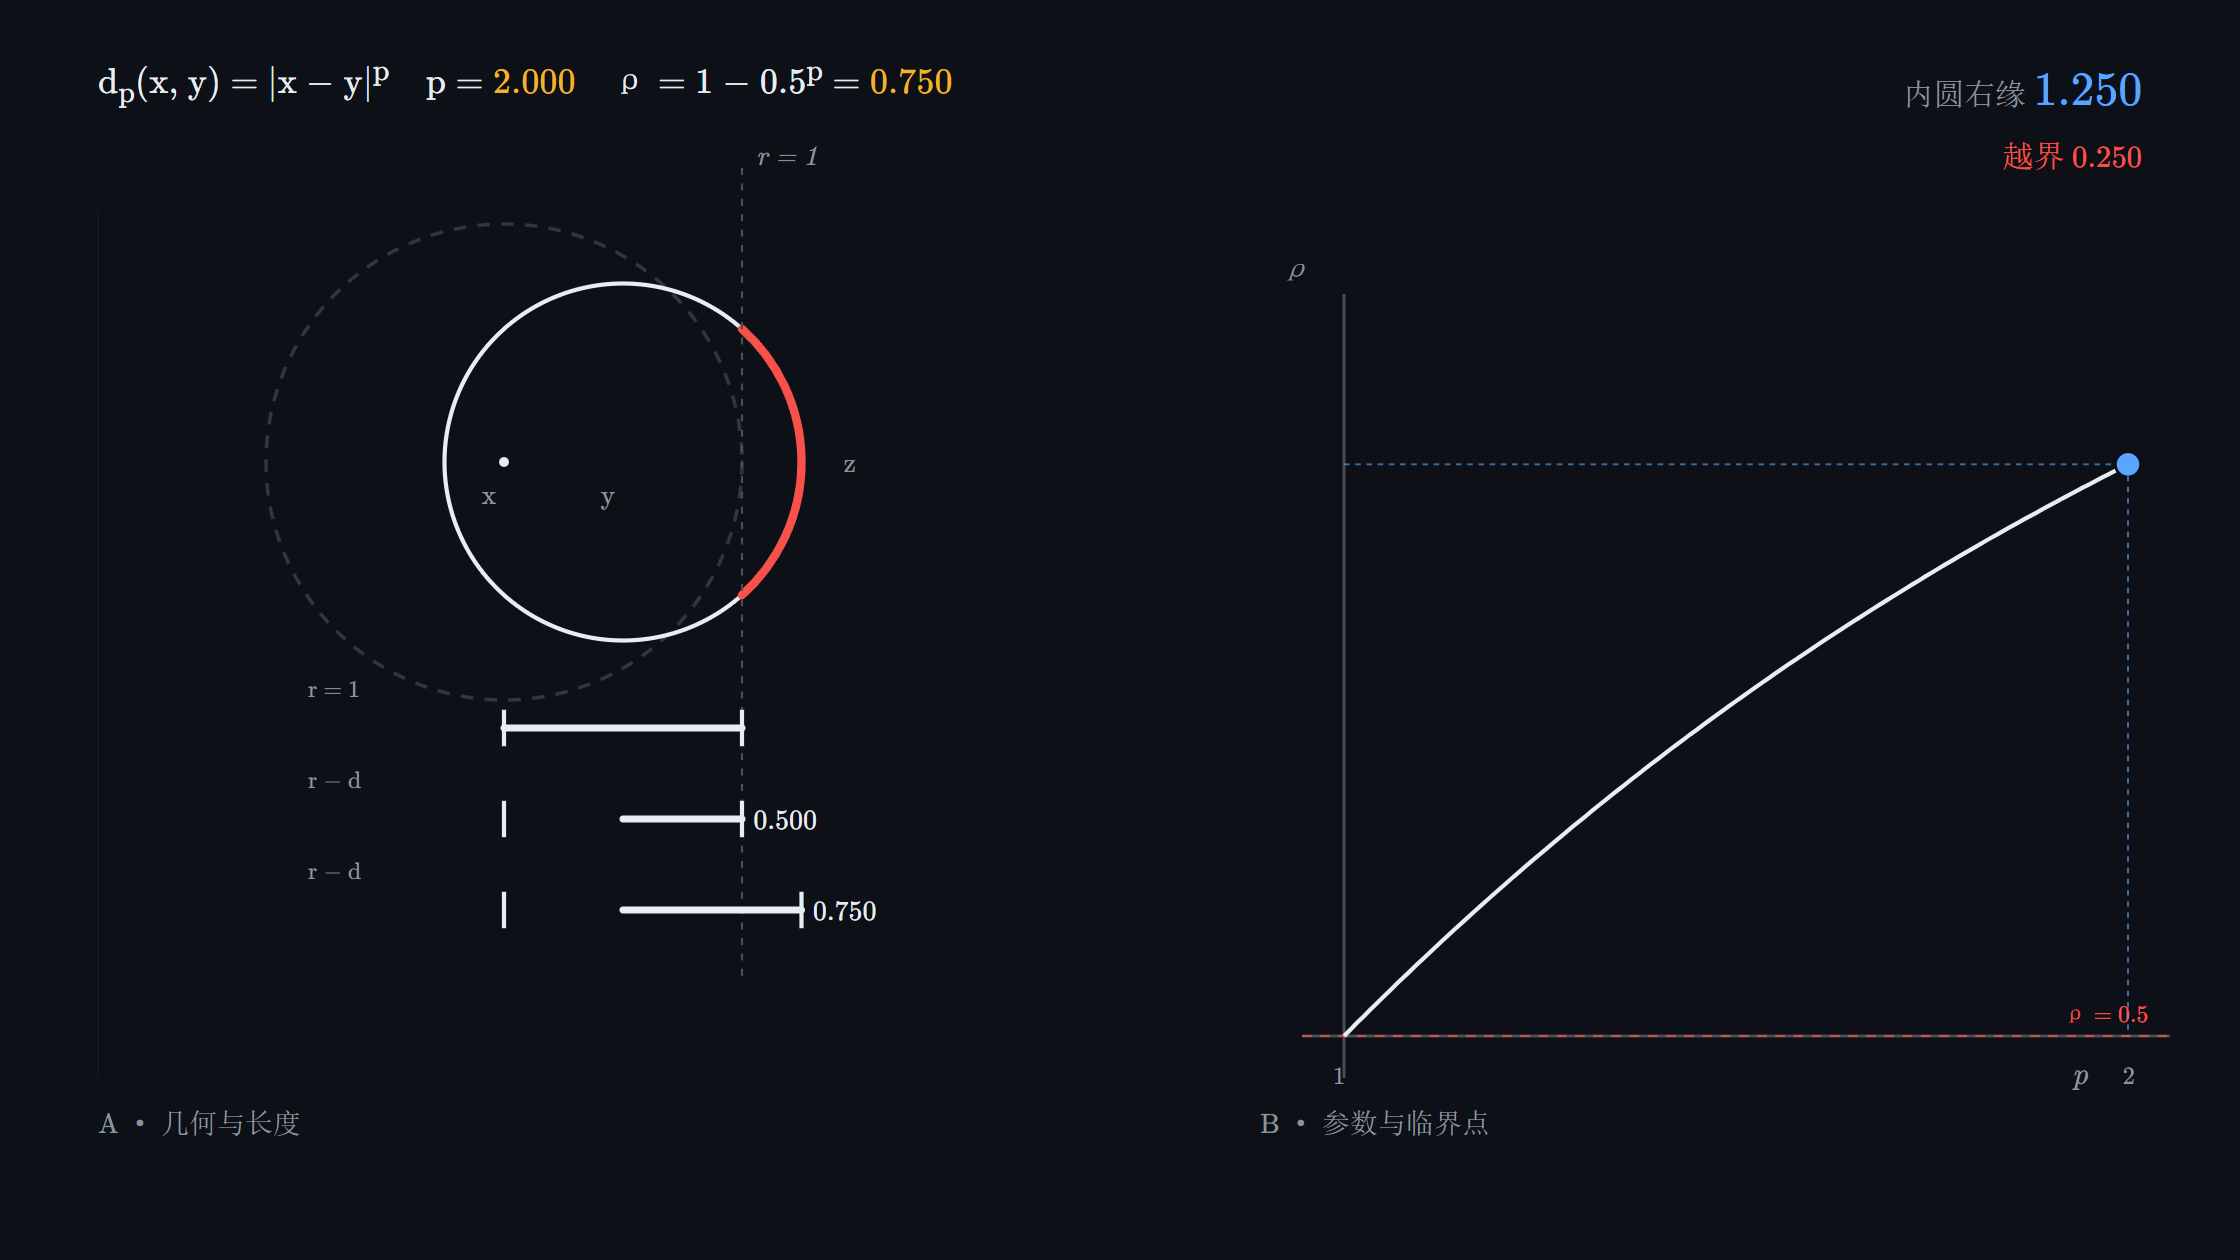 dₚ(x, y) = |x − y|ᵖ p = 2.000 ρ = 1 − 0.5ᵖ = 0.750
内圆右缘 1.250
越界 0.250
r = 1
ρ
x
y
z
r = 1
r − d
0.500
r − d
0.750
ρ = 0.5
1
p
2
A • 几何与长度
B • 参数与临界点